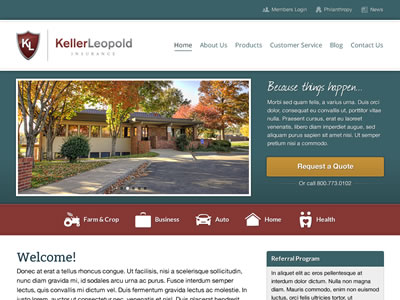 Members Login Philanthropy News
KL KellerLeopold
INSURANCE
Home About Us Products Customer Service Blog Contact Us
Because things happen...
Morbi sed quam felis, a varius urna. Duis orci
dolor, consequat eu convallis ut, porttitor vitae
nulla. Praesent cursus, erat eu laoreet
venenatis, libero diam imperdiet augue, sed
aliquam purus sapien sit amet nisi. Ut semper
pretium nisi a commodo.
Request a Quote
Or call 800.773.0102
Farm & Crop Business Auto Home Health
Welcome!
Donec at erat a tellus rhoncus congue. Ut facilisis, nisi a scelerisque sollicitudin,
nunc diam gravida mi, id sodales arcu urna ac purus. Fusce interdum semper
lectus, quis convallis mi dictum vel. Duis fermentum gravida lectus ac molestie. In
justo lorem, auctor ut consectetur nec, venenatis et nisl. Duis placerat hendrerit
Referral Program
In aliquet elit ac eros pellentesque at
interdum dolor dictum. Nulla non magna
diam. Mauris commodo, enim non euismod
luctus, orci tortor ultricies tortor, et